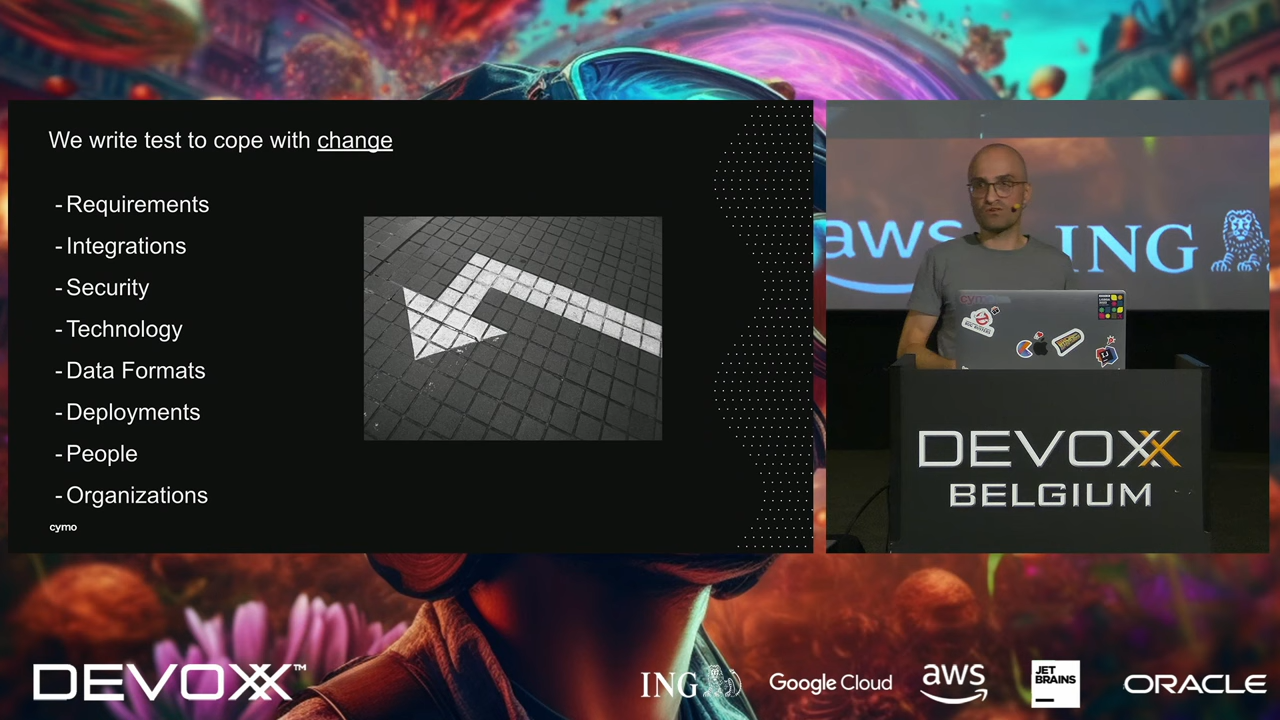 We write test to cope with change
- Requirements
- Integrations
- Security
- Technology
- Data Formats
- Deployments
- People
- Organizations
cymo
aws ING
DEVOXX
BELGIUM
DEVOXX™
ING
Google Cloud
aws
JET
BRAINS
ORACLE